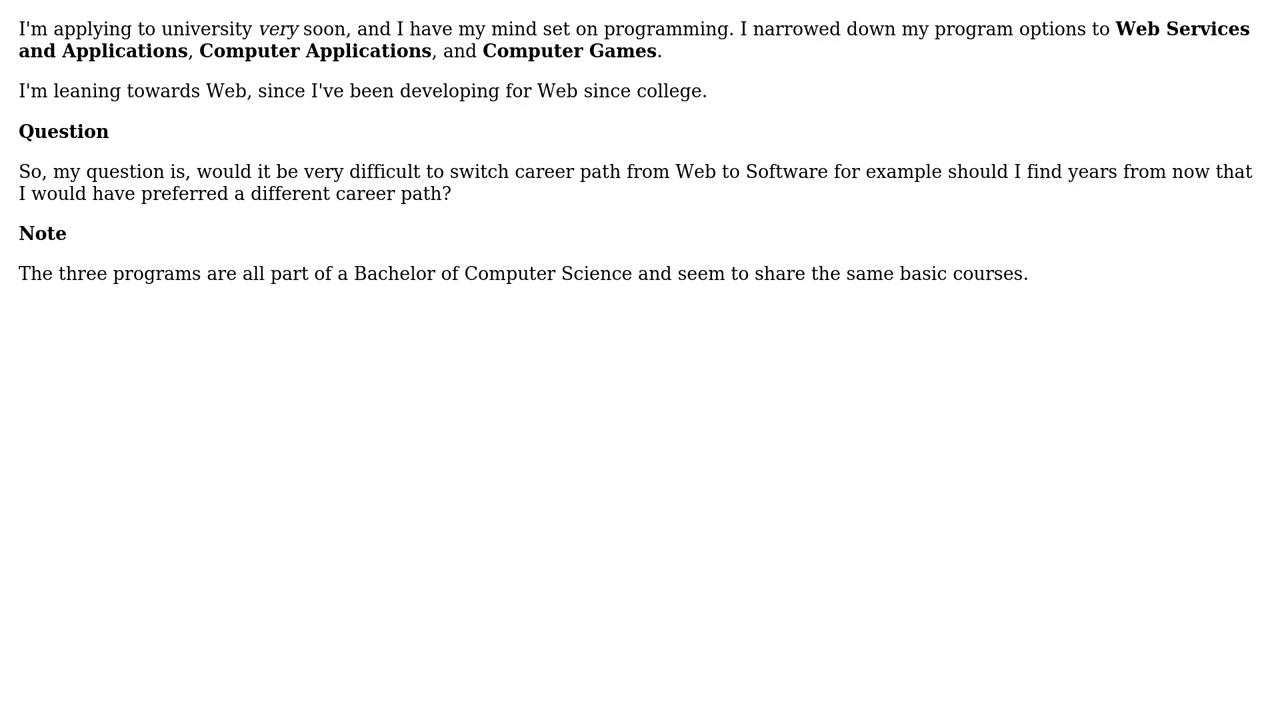 I'm applying to university very soon, and I have my mind set on programming. I narrowed down my program options to Web Services
and Applications, Computer Applications, and Computer Games.
I'm leaning towards Web, since I've been developing for Web since college.
Question
So, my question is, would it be very difficult to switch career path from Web to Software for example should I find years from now that
I would have preferred a different career path?
Note
The three programs are all part of a Bachelor of Computer Science and seem to share the same basic courses.